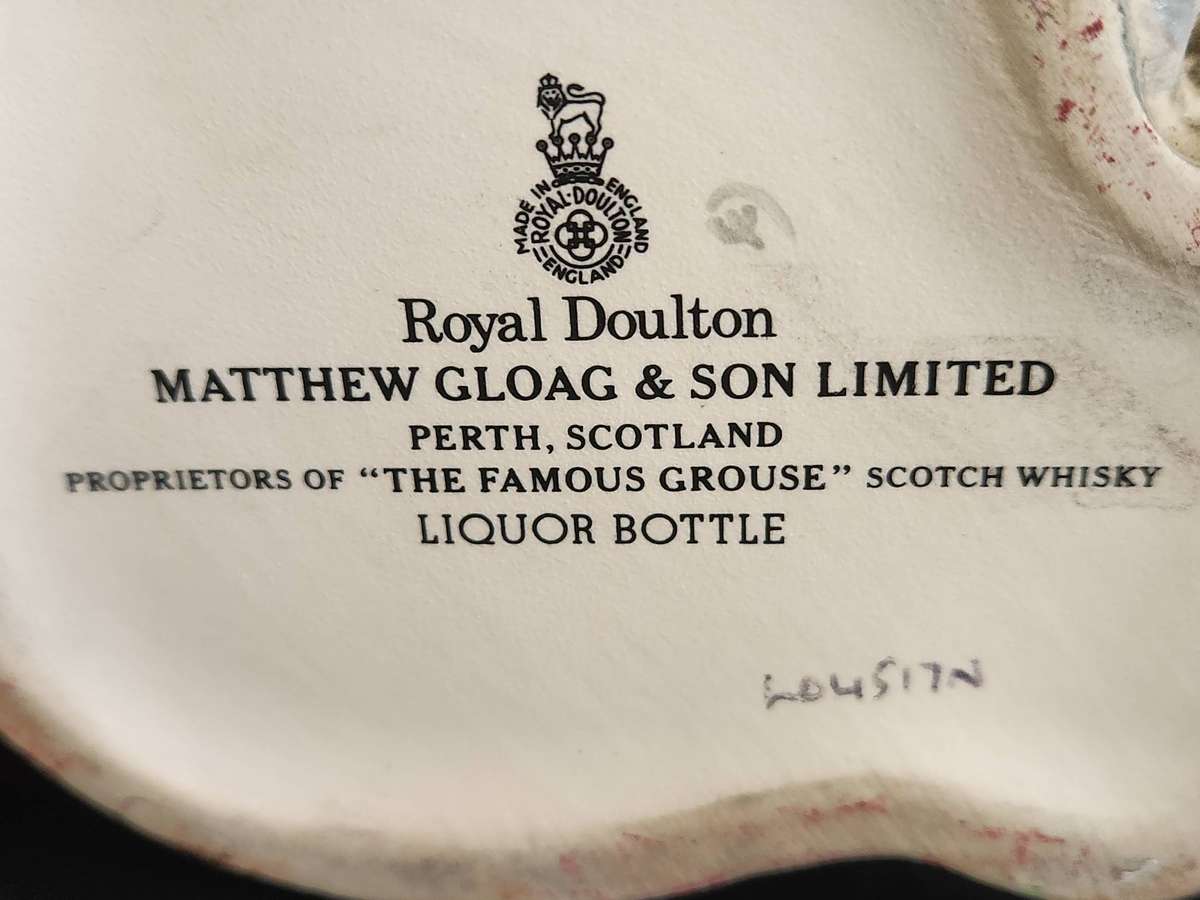 MADE IN ENGLAND
ROYAL·DOULTON
ENGLAND
Royal Doulton
MATTHEW GLOAG & SON LIMITED
PERTH, SCOTLAND
PROPRIETORS OF “THE FAMOUS GROUSE” SCOTCH WHISKY
LIQUOR BOTTLE